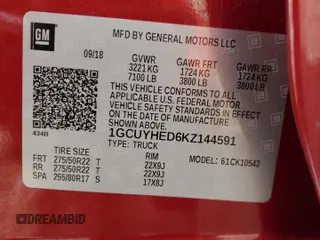 GM
MFD BY GENERAL MOTORS LLC
09/18 GVWR GAWR FRT GAWR RR
3221 KG 1724 KG 1724 KG
7100 LB 3800 LB 3800 LB
THIS VEHICLE CONFORMS TO ALL
APPLICABLE U.S. FEDERAL MOTOR VEHICLE
SAFETY AND THEFT PREVENTION STANDARDS
IN EFFECT ON THE DATE OF
MANUFACTURE SHOWN ABOVE.
434B
1GCUYHED6KZ144591
TYPE: TRUCK
TIRE SIZE RIM MODEL: 61CK10543
FRT 275/50R22 T 22X9J
RR 275/50R22 T 22X9J
SPA 255/80R17 S 17X8J
DREAMBID